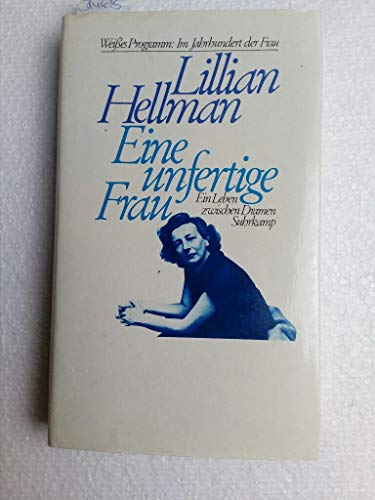 Weißes Programm: Im Jahrhundert der Frau
Lillian
Hellman
Eine
unfertige
Frau
Ein Leben
zwischen Dramen
Suhrkamp